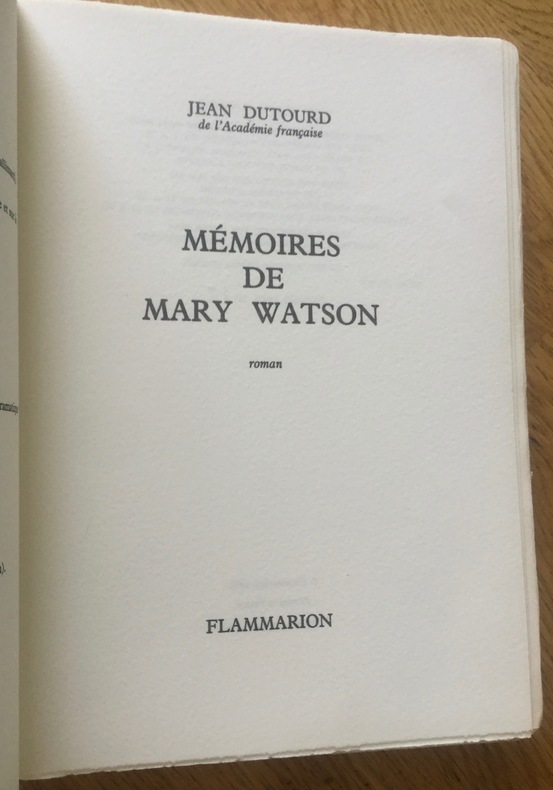 JEAN DUTOURD
de l'Académie française
MÉMOIRES
DE
MARY WATSON
roman
FLAMMARION